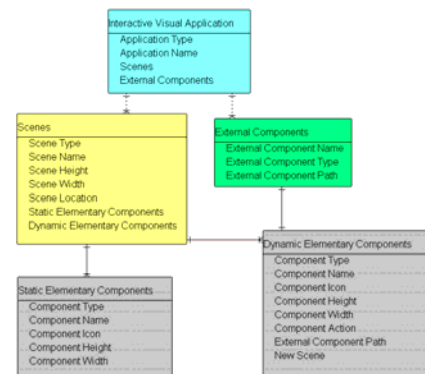 Interactive Visual Application
Application Type
Application Name
Scenes
External Components
Scenes
Scene Type
Scene Name
Scene Height
Scene Width
Scene Location
Static Elementary Components
Dynamic Elementary Components
External Components
External Component Name
External Component Type
External Component Path
Static Elementary Components
Component Type
Component Name
Component Icon
Component Height
Component Width
Dynamic Elementary Components
Component Type
Component Name
Component Icon
Component Height
Component Width
Component Action
External Component Path
New Scene